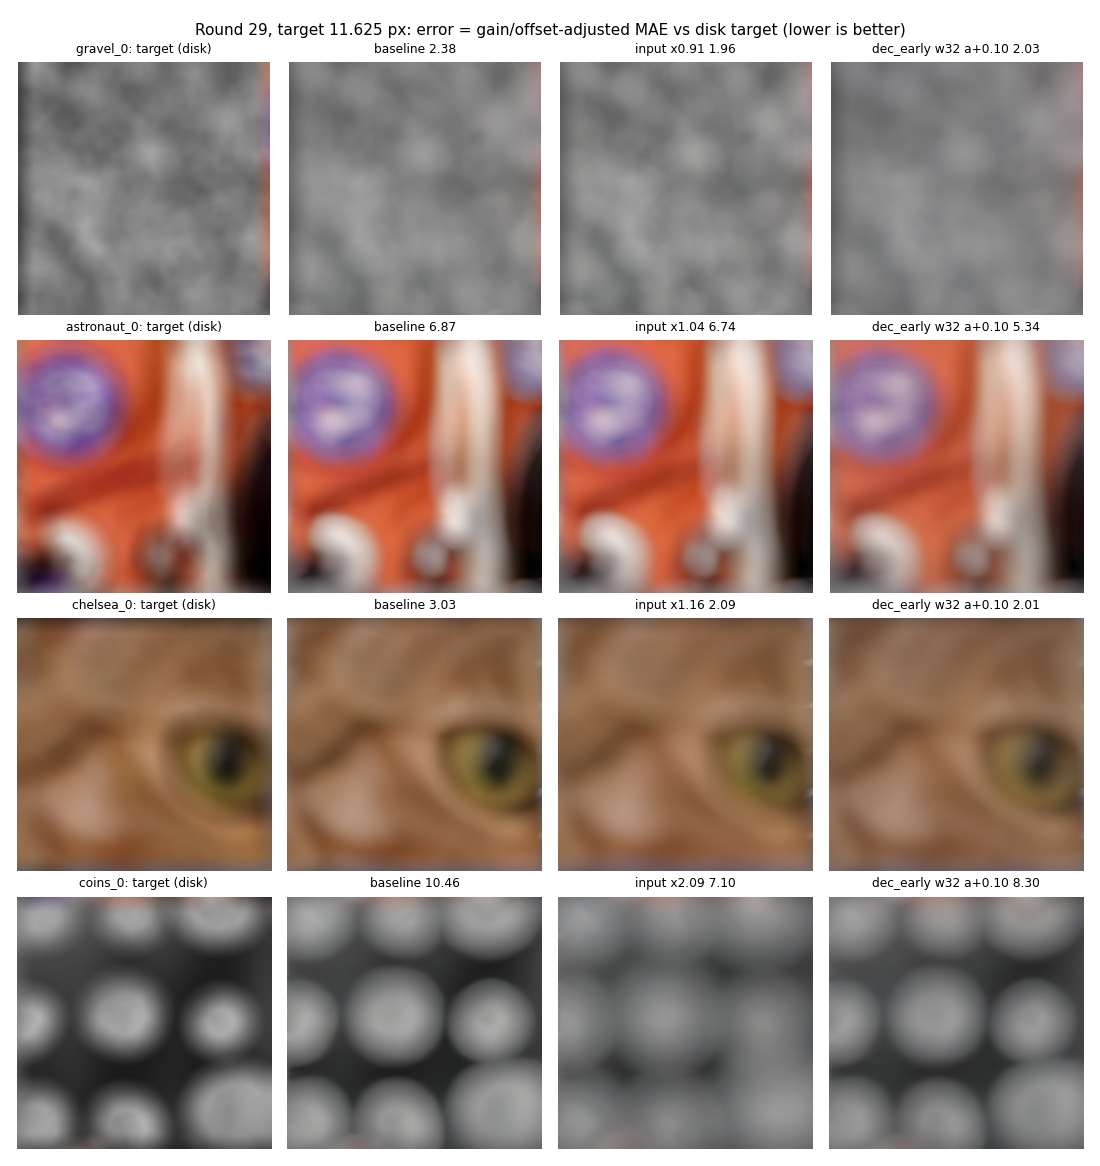 Round 29, target 11.625 px: error = gain/offset-adjusted MAE vs disk target (lower is better)
gravel_0: target (disk)
baseline 2.38
input x0.91 1.96
dec_early w32 a+0.10 2.03
astronaut_0: target (disk)
baseline 6.87
input x1.04 6.74
dec_early w32 a+0.10 5.34
chelsea_0: target (disk)
baseline 3.03
input x1.16 2.09
dec_early w32 a+0.10 2.01
coins_0: target (disk)
baseline 10.46
input x2.09 7.10
dec_early w32 a+0.10 8.30